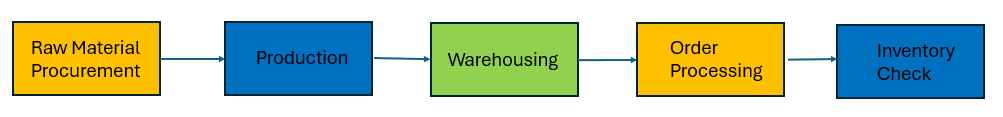 Raw Material
Procurement
Production
Warehousing
Order
Processing
Inventory
Check